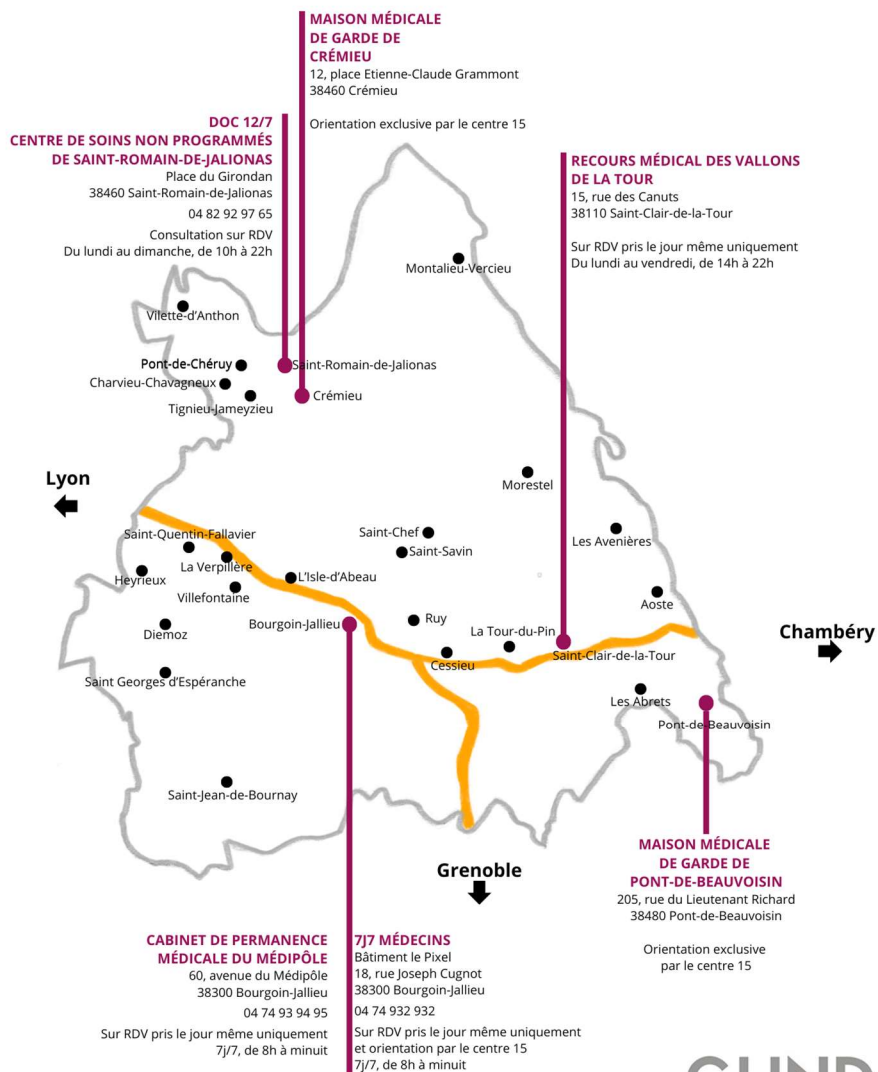 MAISON MÉDICALE
DE GARDE DE
CRÉMIEU
12, place Etienne-Claude Grammont
38460 Crémieu
Orientation exclusive par le centre 15
DOC 12/7
CENTRE DE SOINS NON PROGRAMMÉS
DE SAINT-ROMAIN-DE-JALIONAS
Place du Girondan
38460 Saint-Romain-de-Jalionas
04 82 92 97 65
Consultation sur RDV
Du lundi au dimanche, de 10h à 22h
RECOURS MÉDICAL DES VALLONS
DE LA TOUR
15, rue des Canuts
38110 Saint-Clair-de-la-Tour
Sur RDV pris le jour même uniquement
Du lundi au vendredi, de 14h à 22h
Montalieu-Vercieu
Vilette-d'Anthon
Pont-de-Chéruy
Saint-Romain-de-Jalionas
Charvieu-Chavagneux
Crémieu
Tignieu-Jameyzieu
Lyon
Morestel
Saint-Quentin-Fallavier
Saint-Chef
Les Avenières
Saint-Savin
La Verpillère
Heyrieux
L'Isle-d'Abeau
Villefontaine
Aoste
Bourgoin-Jallieu
Ruy
Diemoz
La Tour-du-Pin
Chambéry
Saint-Clair-de-la-Tour
Cessieu
Saint Georges d'Espéranche
Les Abrets
Pont-de-Beauvoisin
Saint-Jean-de-Bournay
Grenoble
MAISON MÉDICALE
DE GARDE DE
PONT-DE-BEAUVOISIN
205, rue du Lieutenant Richard
38480 Pont-de-Beauvoisin
Orientation exclusive
par le centre 15
CABINET DE PERMANENCE
MÉDICALE DU MÉDIPÔLE
60, avenue du Médipôle
38300 Bourgoin-Jallieu
04 74 93 94 95
Sur RDV pris le jour même uniquement
7j/7, de 8h à minuit
7J7 MÉDECINS
Bâtiment le Pixel
18, rue Joseph Cugnot
38300 Bourgoin-Jallieu
04 74 932 932
Sur RDV pris le jour même uniquement
et orientation par le centre 15
7j/7, de 8h à minuit